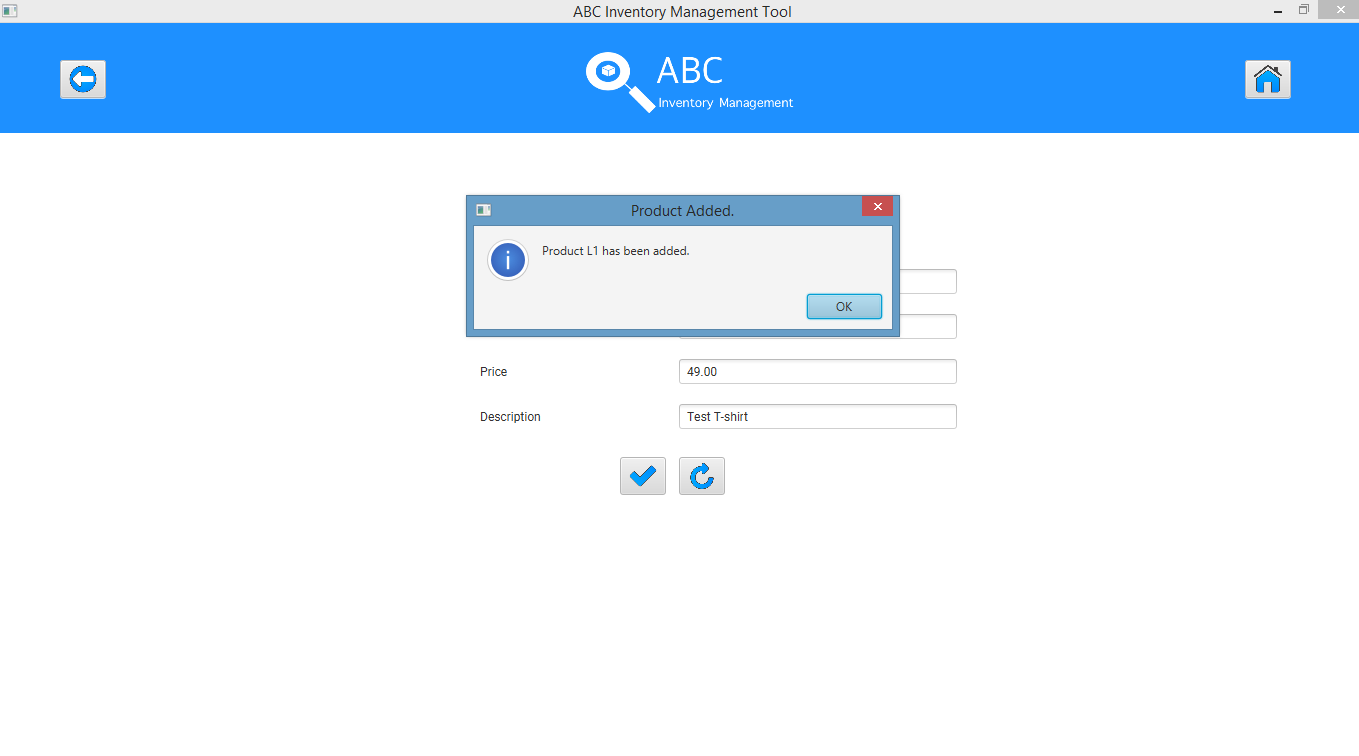 ABC Inventory Management Tool
ABC
Inventory Management
Product Added.
Product L1 has been added.
OK
Price
49.00
Description
Test T-shirt